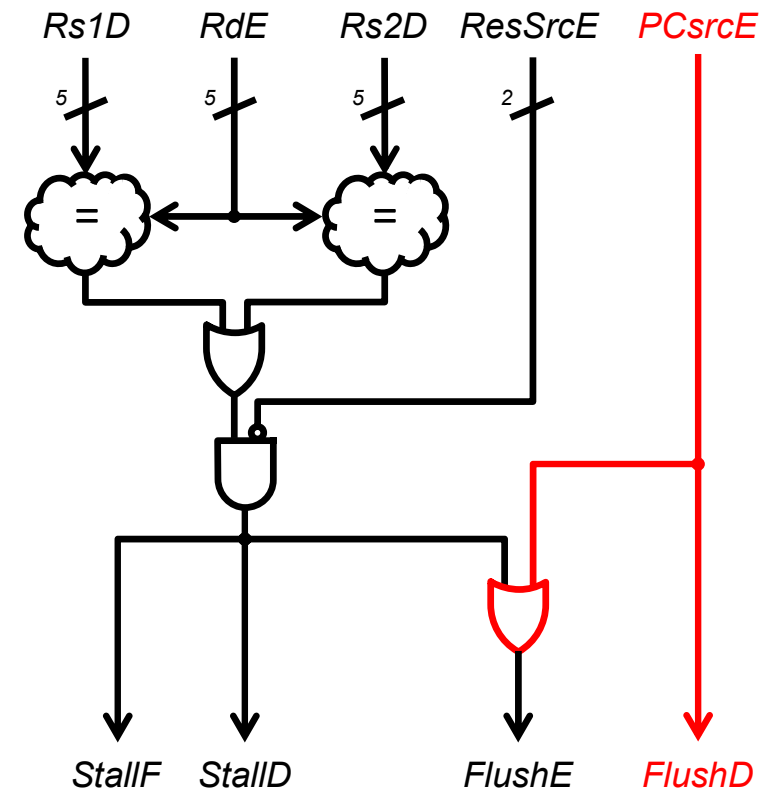 Rs1D RdE Rs2D ResSrcE PCsrcE
5 5 5 2
= =
StallF StallD FlushE FlushD